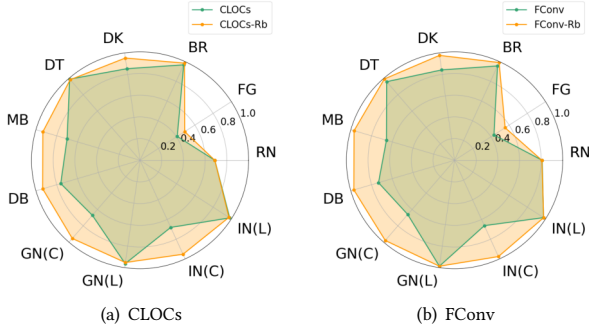 CLOCs
CLOCs-Rb
DK
BR
DT
FG
1.0
0.8
0.6
0.4
0.2
MB
RN
DB
GN(C)
GN(L)
IN(C)
IN(L)
(a) CLOCs
FConv
FConv-Rb
DK
BR
DT
FG
1.0
0.8
0.6
0.4
0.2
MB
RN
DB
GN(C)
GN(L)
IN(C)
IN(L)
(b) FConv